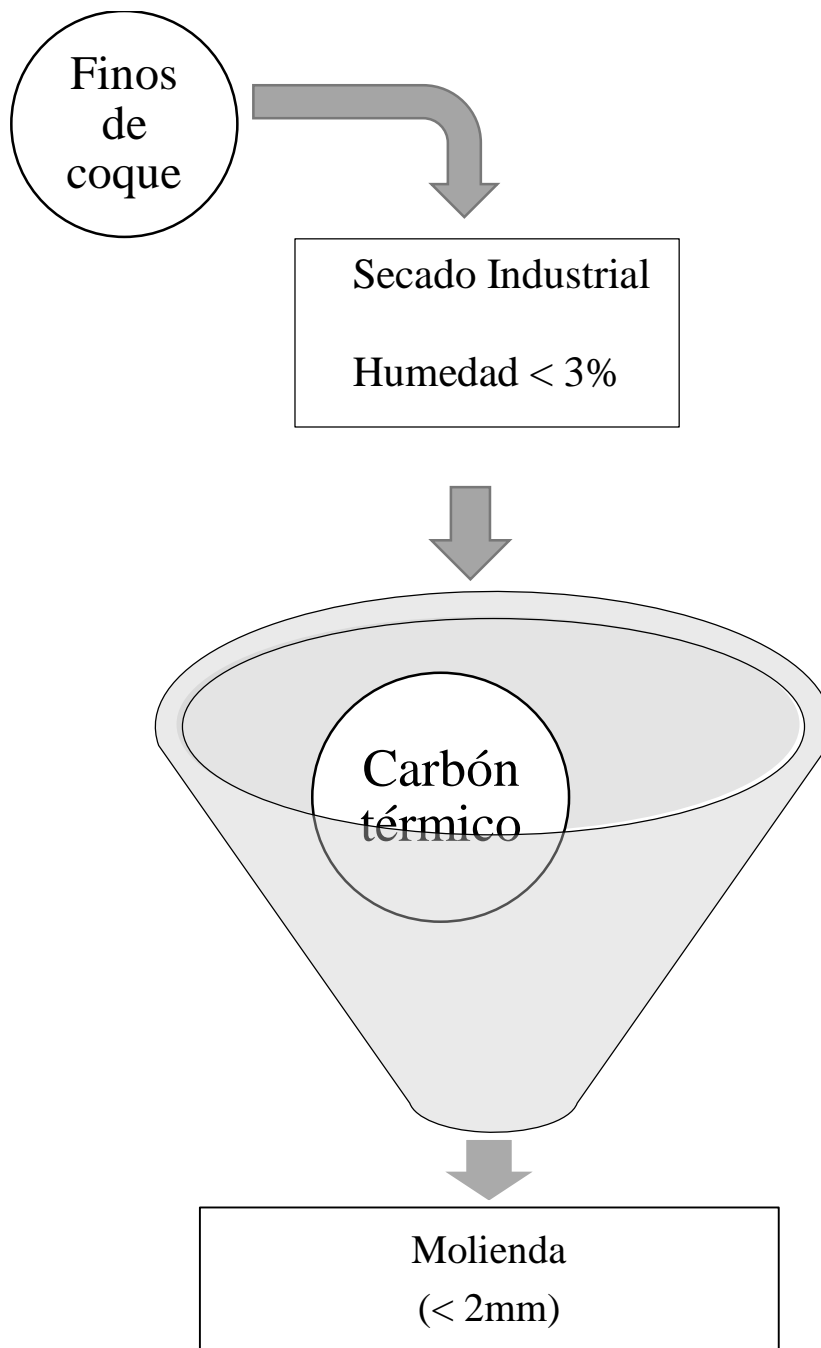 Finos
de
coque
Secado Industrial
Humedad < 3%
Carbón
térmico
Molienda
(< 2mm)